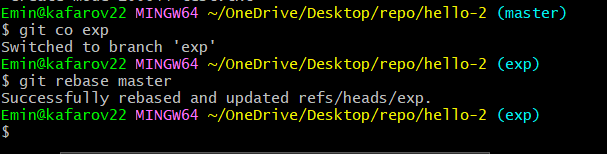 Emin@kafarov22 MINGW64 ~/OneDrive/Desktop/repo/hello-2 (master)
$ git co exp
Switched to branch 'exp'
Emin@kafarov22 MINGW64 ~/OneDrive/Desktop/repo/hello-2 (exp)
$ git rebase master
Successfully rebased and updated refs/heads/exp.
Emin@kafarov22 MINGW64 ~/OneDrive/Desktop/repo/hello-2 (exp)
$